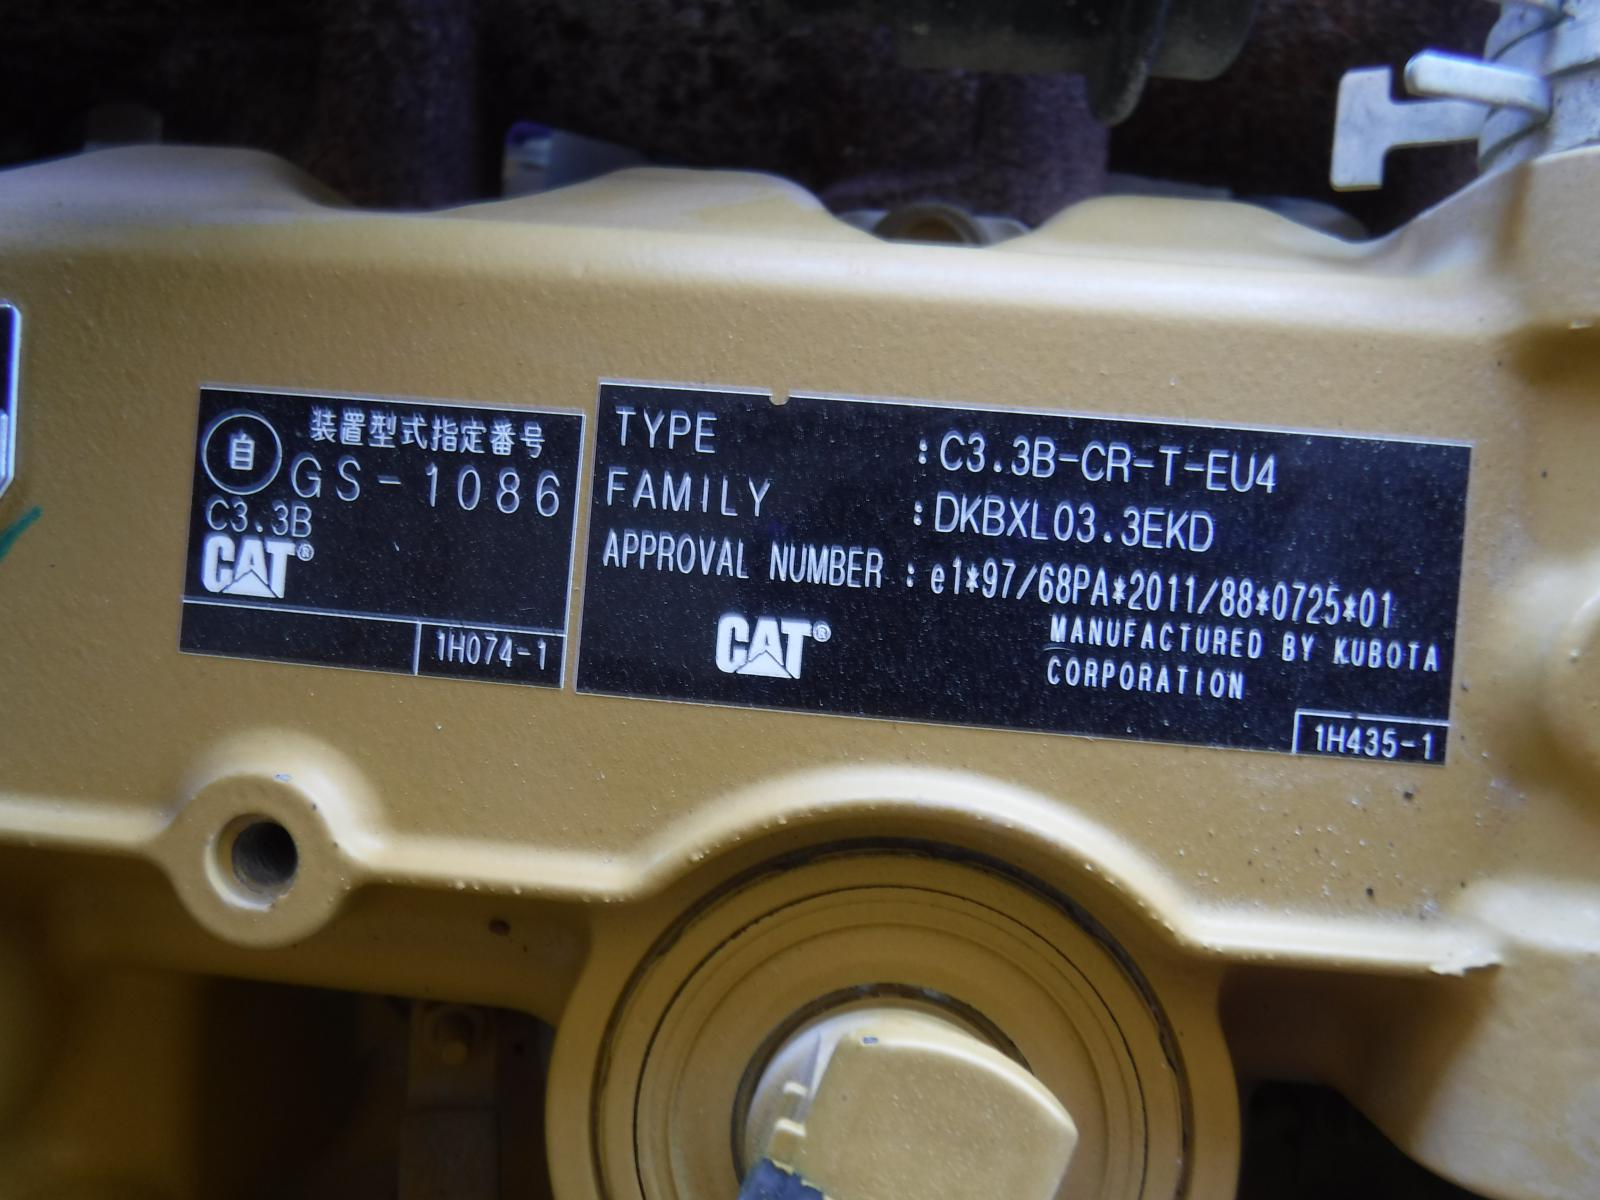 自
装置型式指定番号
GS-1086
C3.3B
CAT®
1H074-1
TYPE : C3.3B-CR-T-EU4
FAMILY : DKBXL03.3EKD
APPROVAL NUMBER : e1*97/68PA*2011/88*0725*01
CAT®
MANUFACTURED BY KUBOTA
CORPORATION
1H435-1